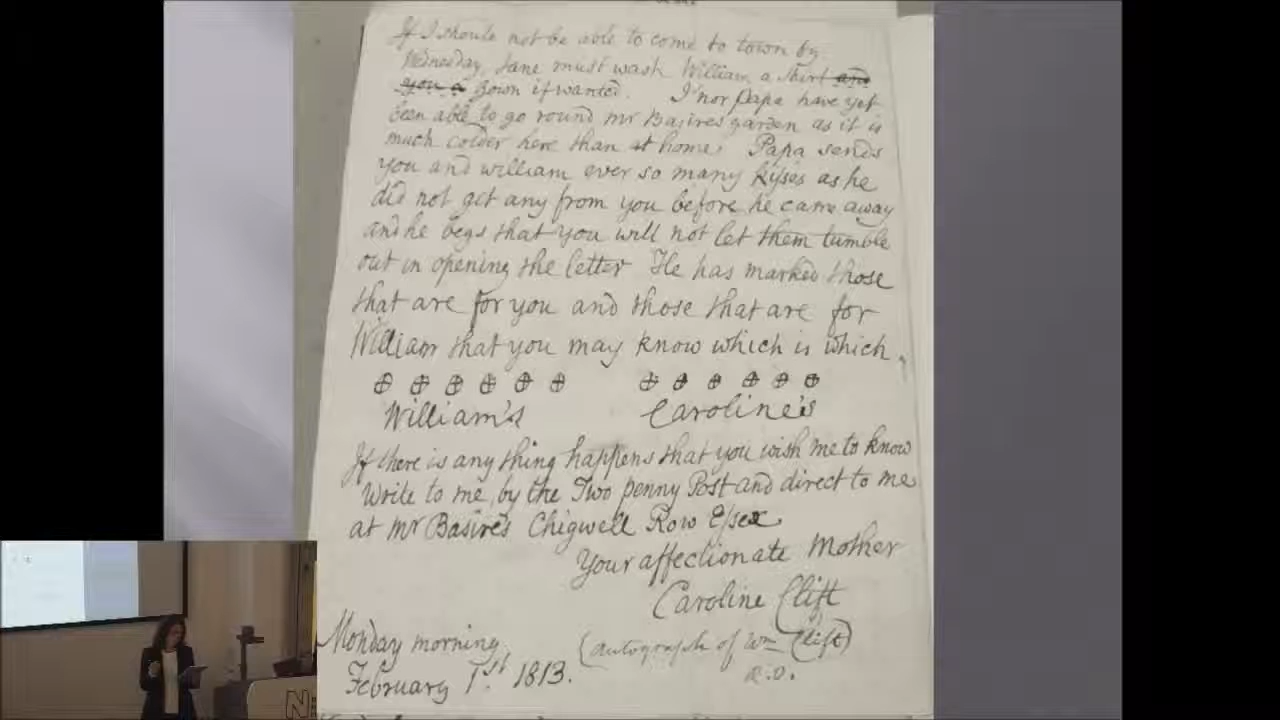 If I should not be able to come to town by
Wednesday, Jane must wash William a shirt and
you a Gown if wanted. I nor Papa have yet
been able to go round Mr Basires garden as it is
much colder here than at home. Papa sends
you and william ever so many kisses as he
did not get any from you before he came away
and he begs that you will not let them tumble
out in opening the letter He has marked those
that are for you and those that are for
William that you may know which is which.
William's Caroline's
If there is any thing happens that you wish me to know
Write to me by the Two penny Post and direct to me
at Mr Basire's Chigwell Row Essex
Your affectionate Mother
Caroline Clift
Monday morning
(autograph of Wm Clift)
February 1st. 1813.
R.O.